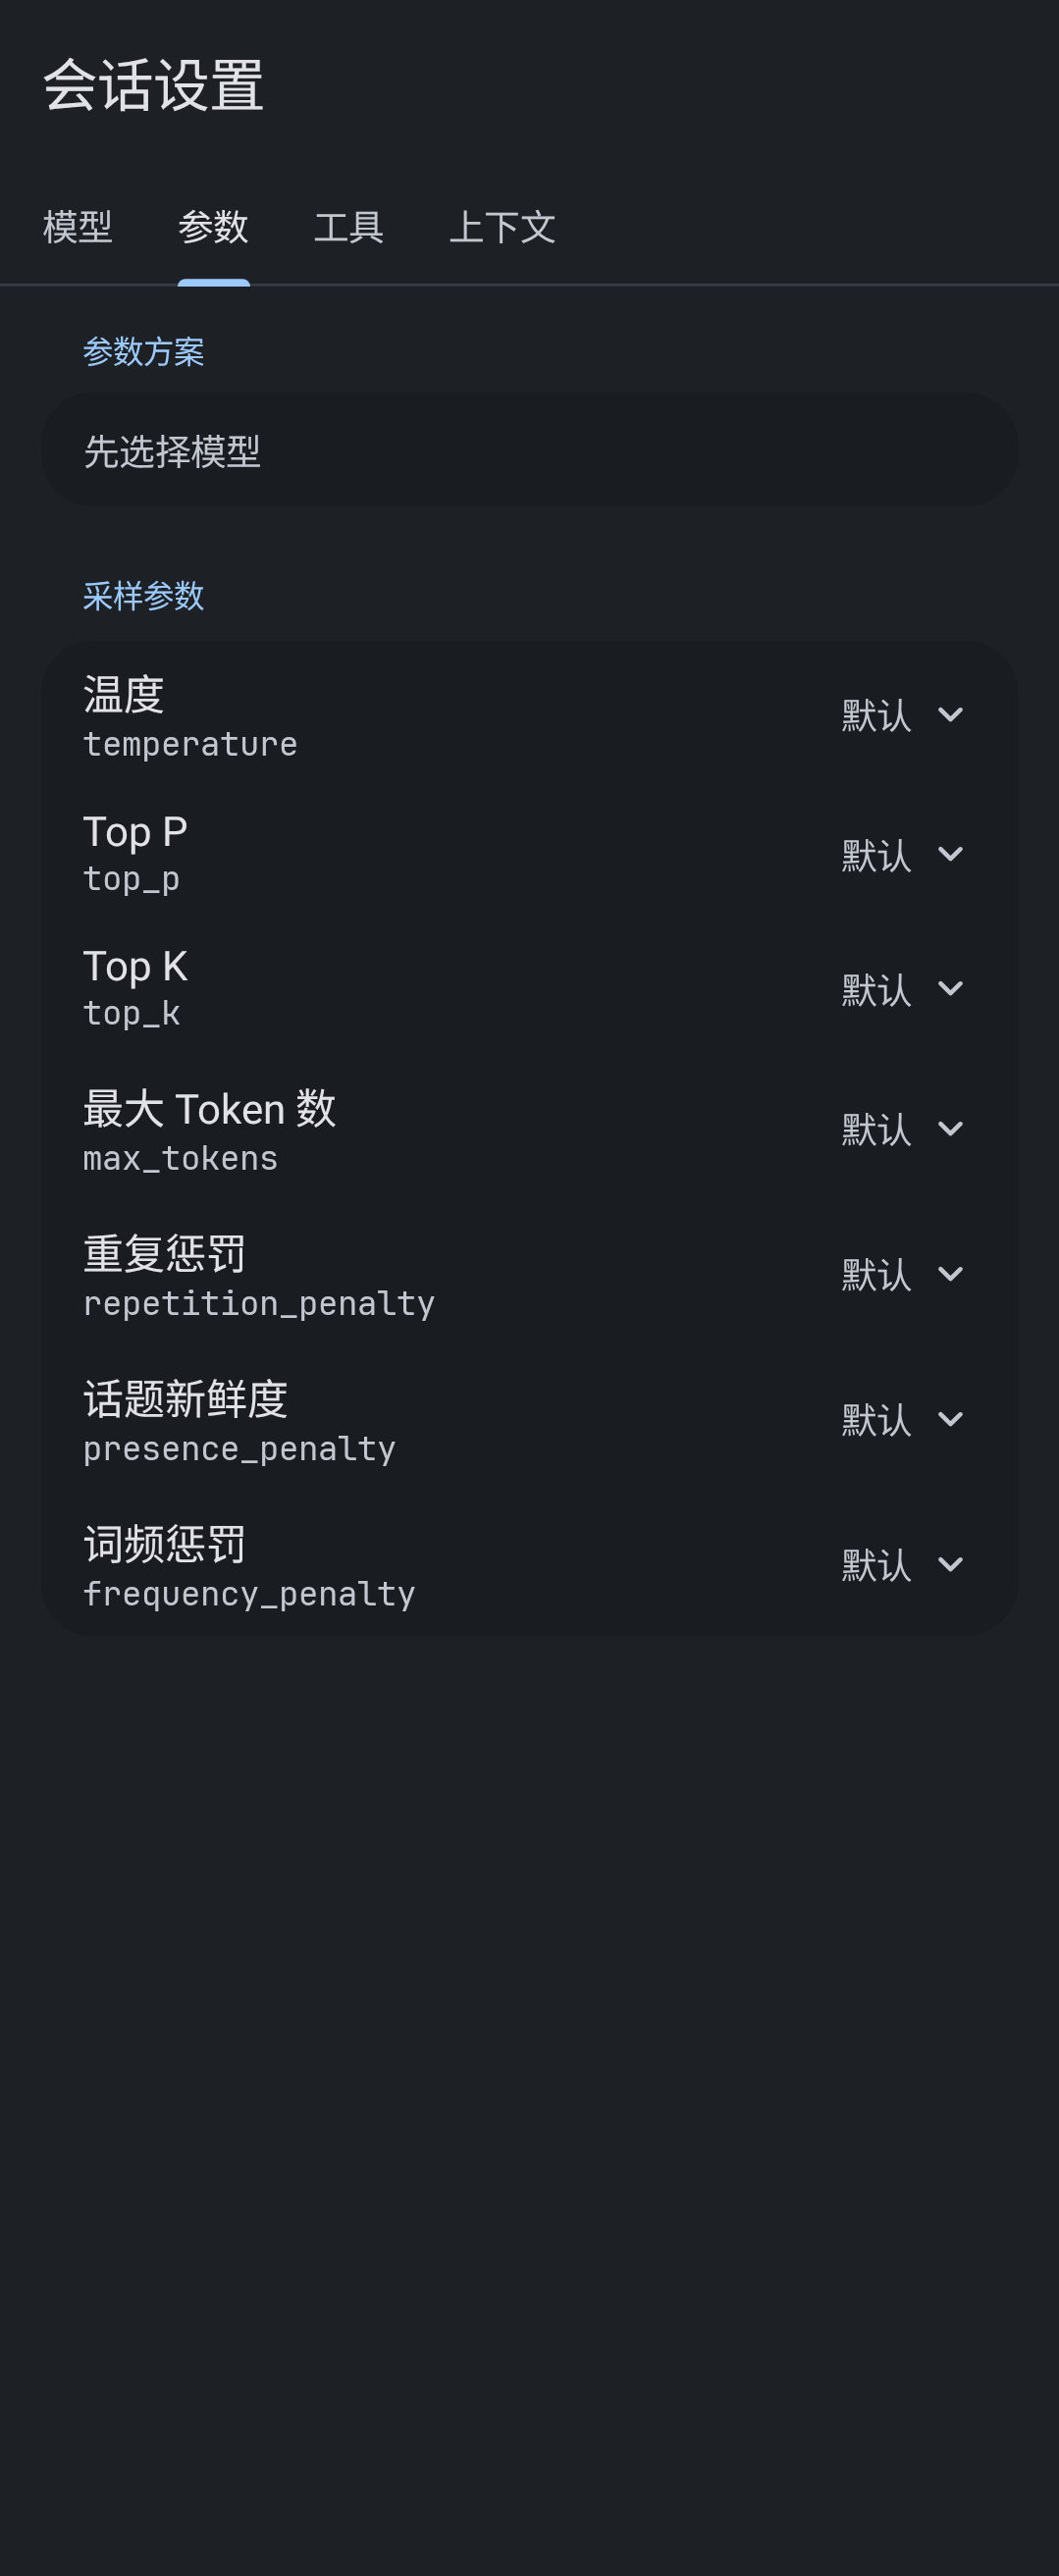 会话设置
模型 参数 工具 上下文
参数方案
先选择模型
采样参数
温度
temperature
默认
Top P
top_p
默认
Top K
top_k
默认
最大 Token 数
max_tokens
默认
重复惩罚
repetition_penalty
默认
话题新鲜度
presence_penalty
默认
词频惩罚
frequency_penalty
默认